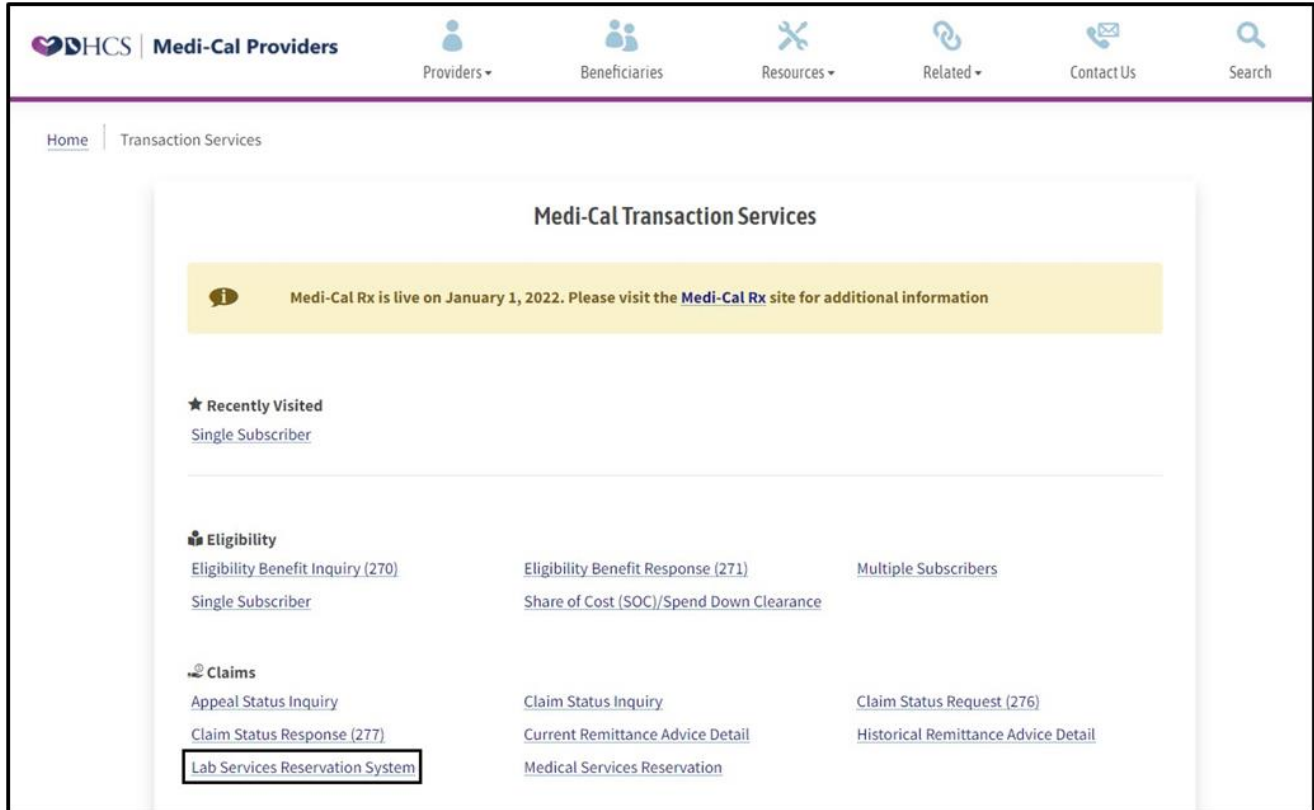 DHCS | Medi-Cal Providers
Providers
Beneficiaries
Resources
Related
Contact Us
Search
Home
Transaction Services
Medi-Cal Transaction Services
Medi-Cal Rx is live on January 1, 2022. Please visit the Medi-Cal Rx site for additional information
Recently Visited
Single Subscriber
Eligibility
Eligibility Benefit Inquiry (270) Eligibility Benefit Response (271) Multiple Subscribers
Single Subscriber Share of Cost (SOC)/Spend Down Clearance
Claims
Appeal Status Inquiry Claim Status Inquiry Claim Status Request (276)
Claim Status Response (277) Current Remittance Advice Detail Historical Remittance Advice Detail
Lab Services Reservation System Medical Services Reservation